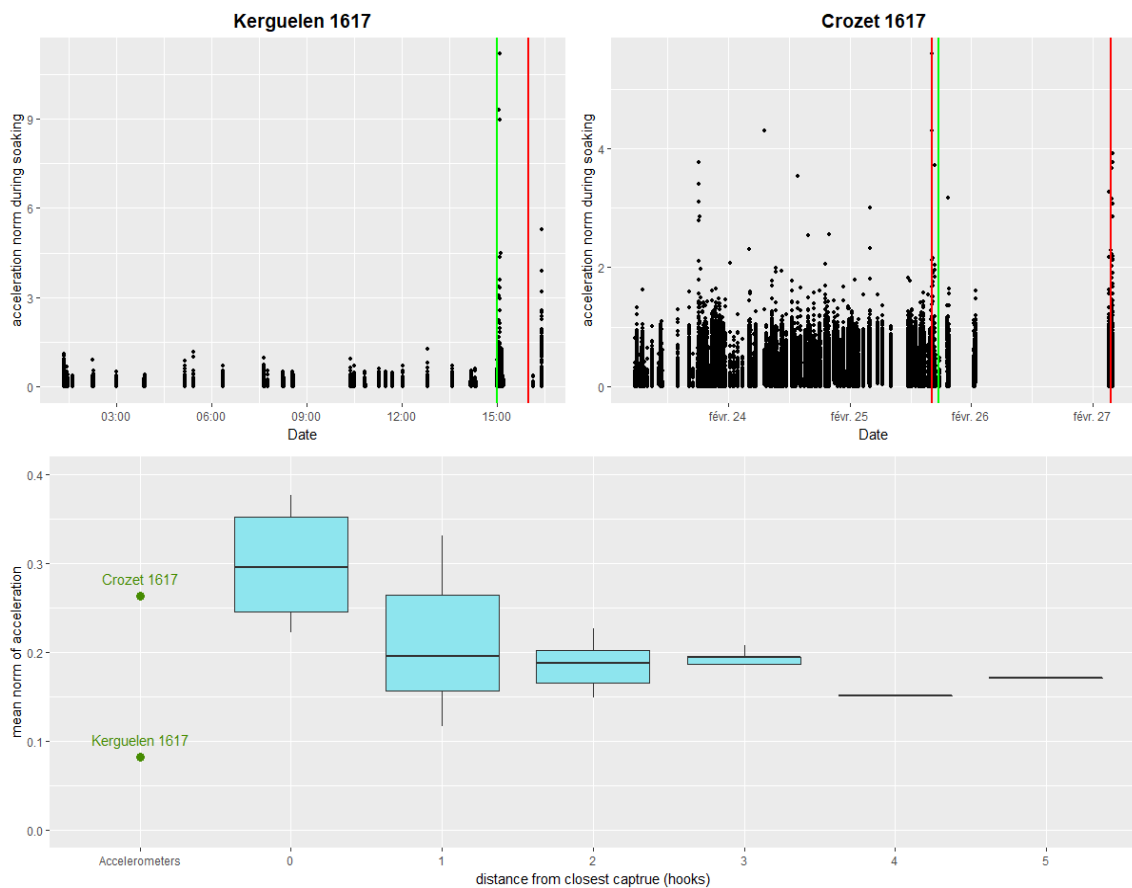 Kerguelen 1617
acceleration norm during soaking
9
6
3
0
03:00 06:00 09:00 12:00 15:00
Date
Crozet 1617
acceleration norm during soaking
4
2
0
févr. 24 févr. 25 févr. 26 févr. 27
Date
mean norm of acceleration
0.4
0.3
0.2
0.1
0.0
Crozet 1617
Kerguelen 1617
Accelerometers 0 1 2 3 4 5
distance from closest captrue (hooks)